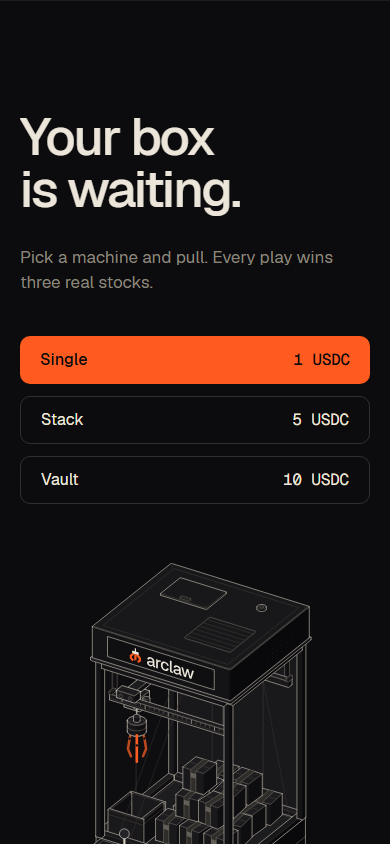 Your box
is waiting.
Pick a machine and pull. Every play wins
three real stocks.
Single 1 USDC
Stack 5 USDC
Vault 10 USDC
arclaw